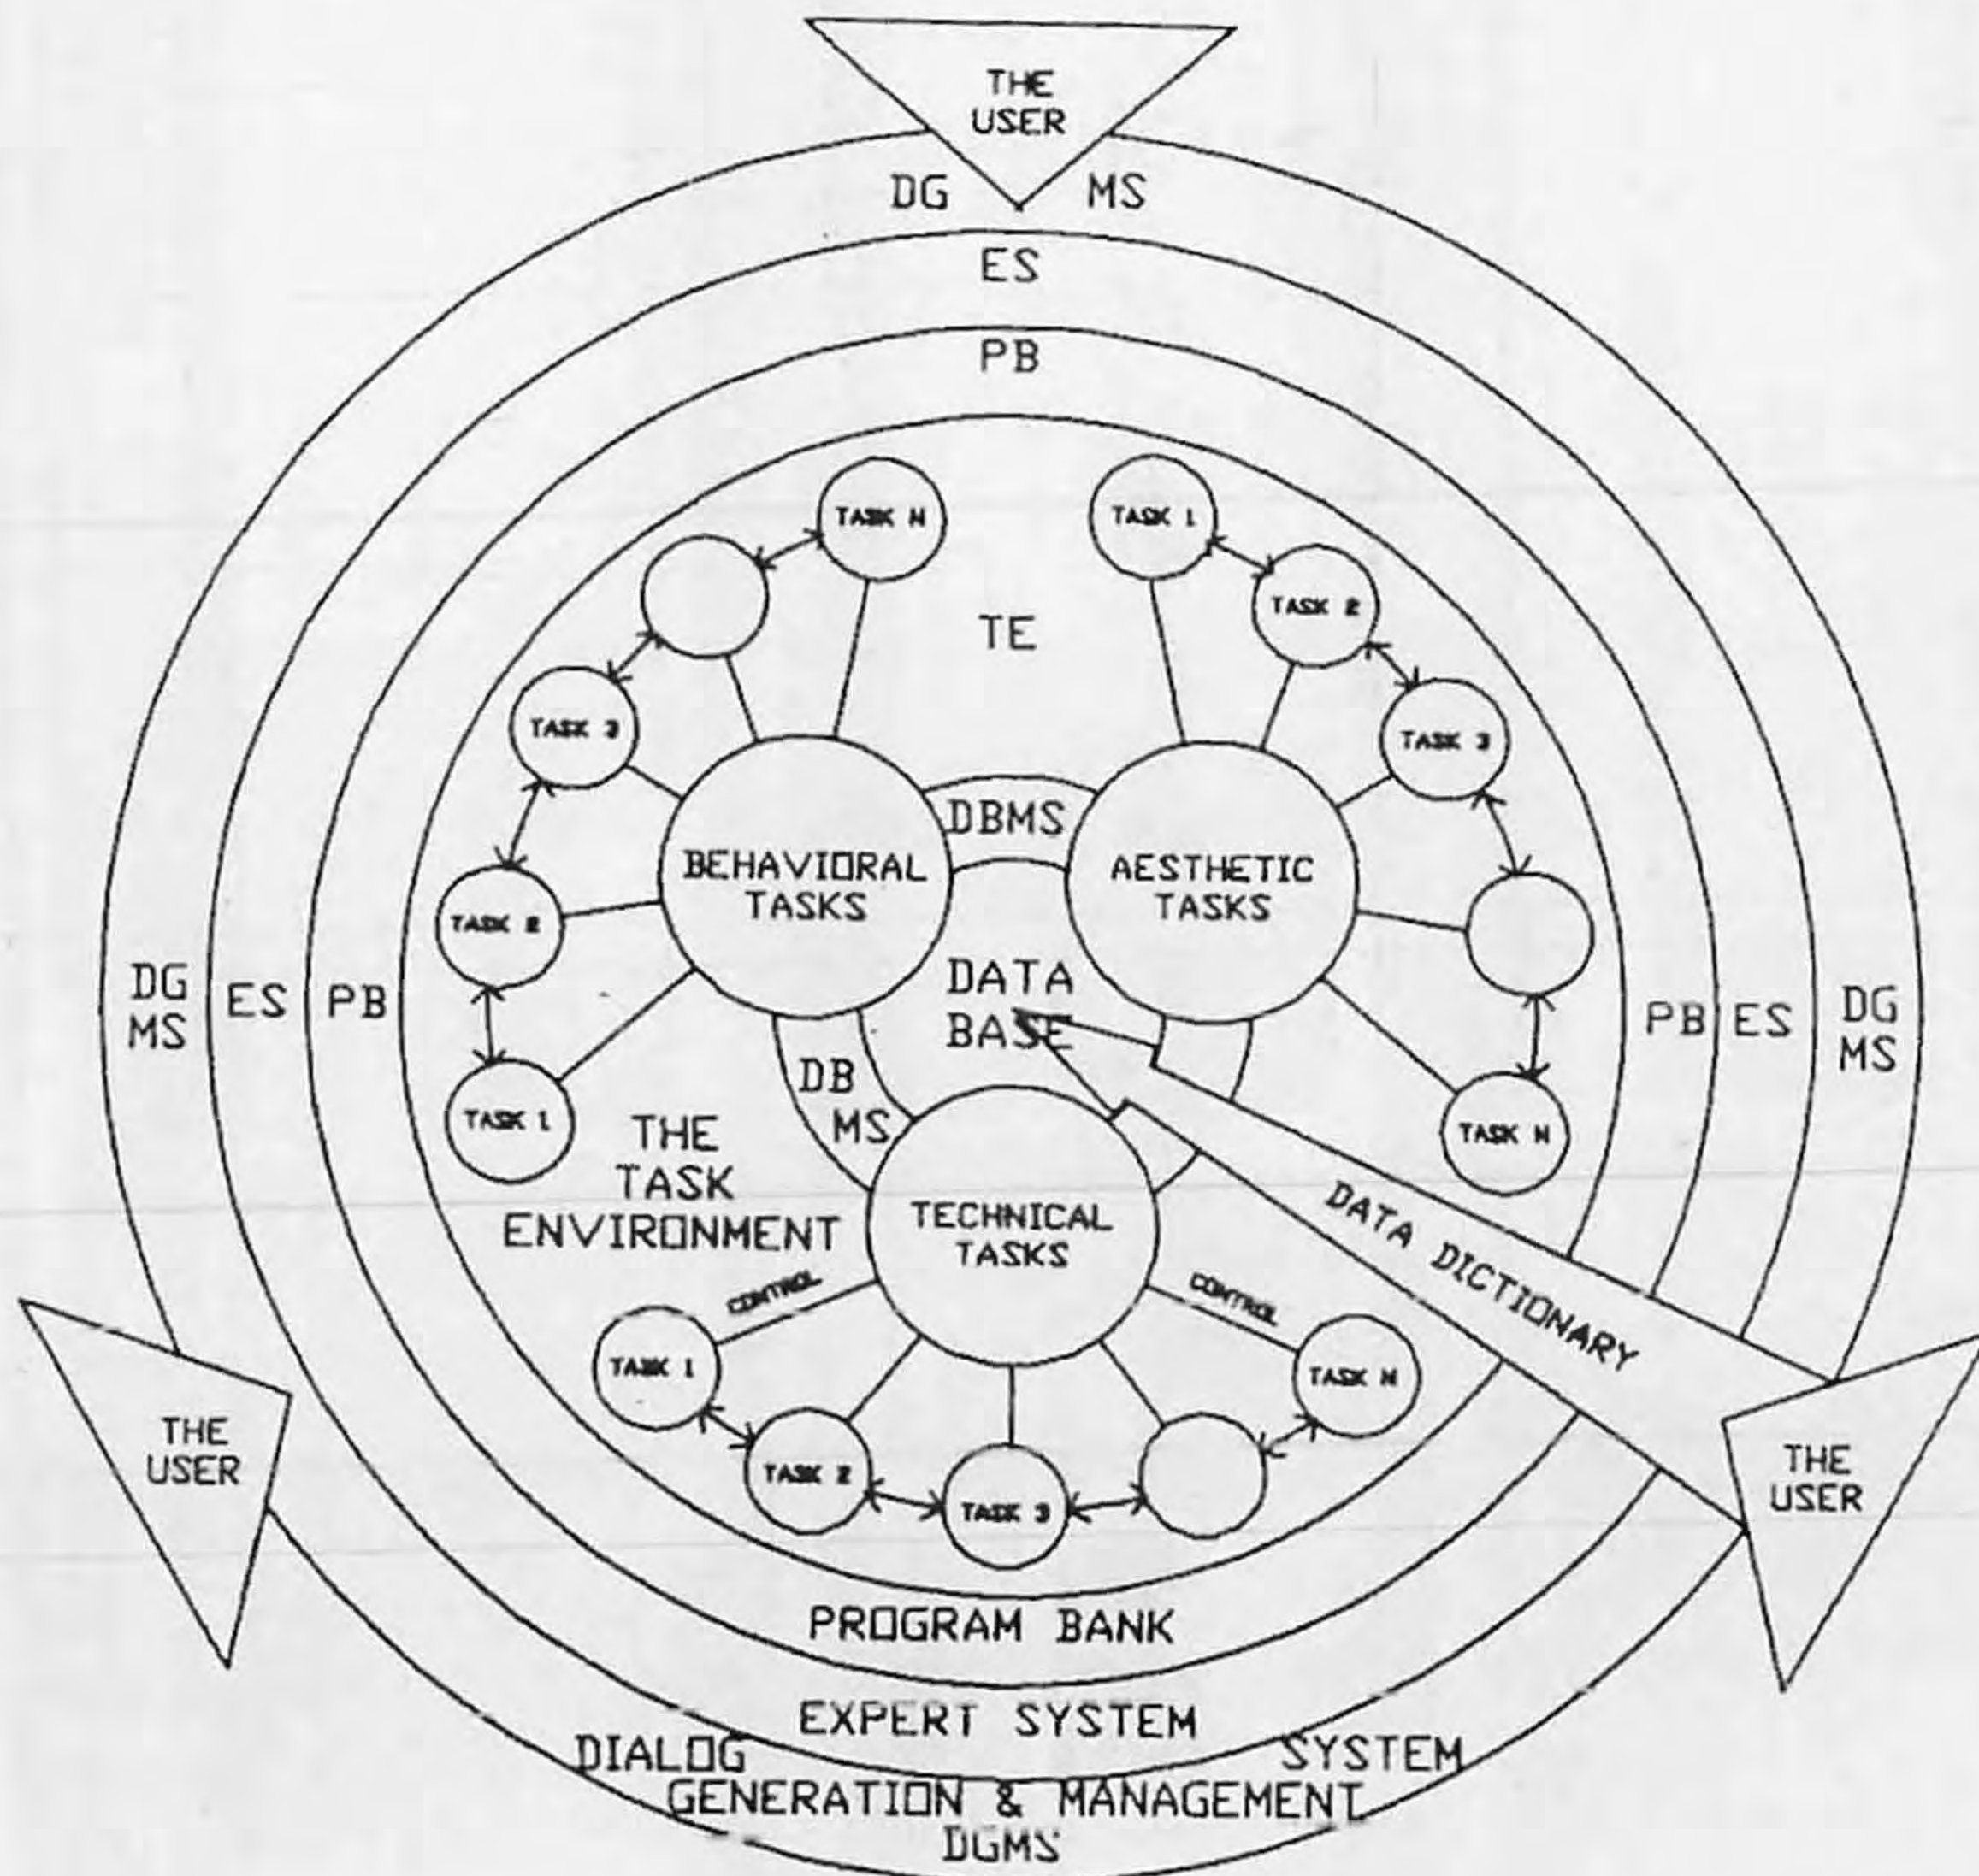 THE
USER
DG MS
ES
PB
TASK N
TASK 1
TASK 2
TE
TASK 3
TASK 3
DBMS
BEHAVIORAL
TASKS
AESTHETIC
TASKS
TASK 2
DATA
BASE
DG
MS
ES
PB
PB
ES
DG
MS
DB
MS
TASK 1
TASK N
THE
TASK
ENVIRONMENT
TECHNICAL
TASKS
DATA DICTIONARY
CONTROL
CONTROL
TASK 1
TASK N
TASK 2
TASK 3
THE
USER
THE
USER
PROGRAM BANK
EXPERT SYSTEM
DIALOG SYSTEM
GENERATION & MANAGEMENT
DGMS